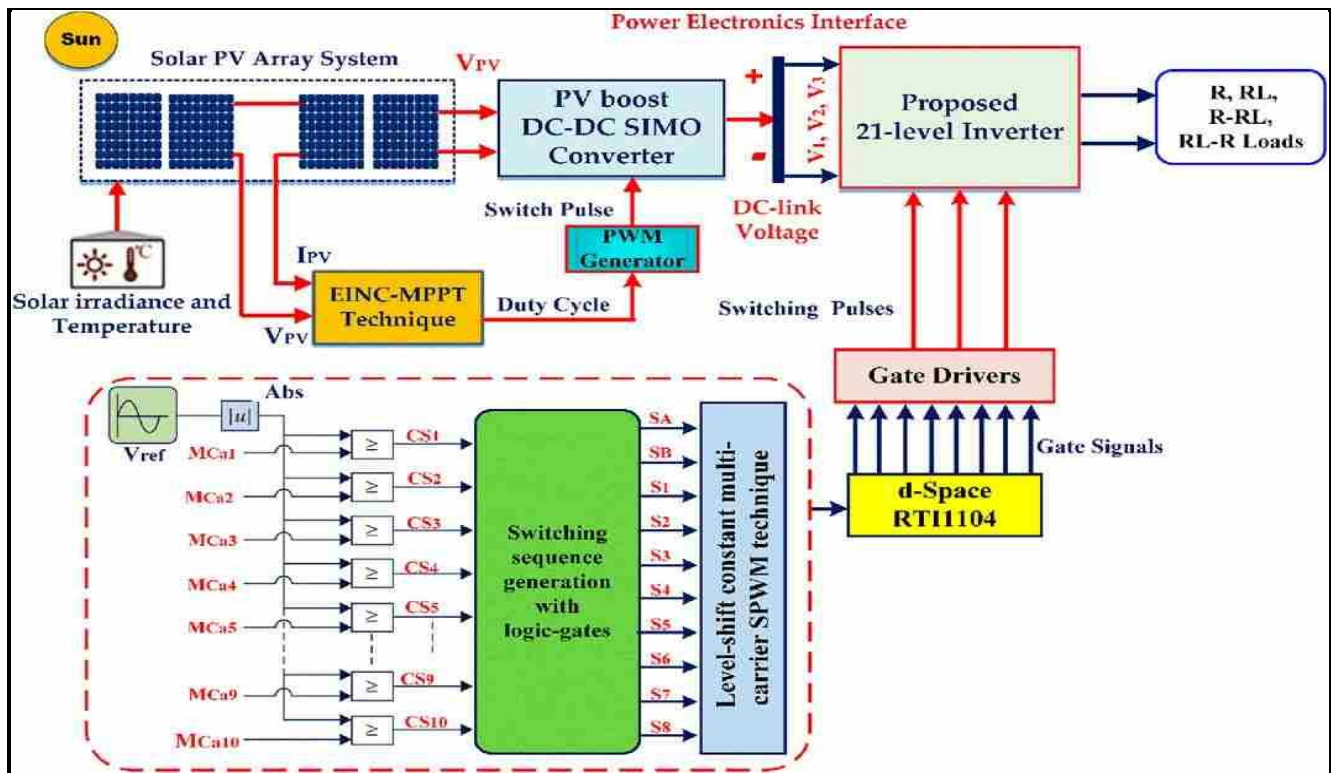 Sun
Power Electronics Interface
Solar PV Array System
VPV
PV boost
DC-DC SIMO
Converter
+
-
V1, V2, V3
Proposed
21-level Inverter
R, RL,
R-RL,
RL-R Loads
DC-link
Voltage
Switch Pulse
PWM
Generator
°C
Solar irradiance and
Temperature
IPV
VPV
EINC-MPPT
Technique
Duty Cycle
Switching Pulses
Gate Drivers
Gate Signals
d-Space
RTI1104
Vref
|u|
Abs
MCa1
MCa2
MCa3
MCa4
MCa5
MCa9
MCa10
≥
≥
≥
≥
≥
≥
≥
CS1
CS2
CS3
CS4
CS5
CS9
CS10
Switching
sequence
generation
with
logic-gates
SA
SB
S1
S2
S3
S4
S5
S6
S7
S8
Level-shift constant multi-
carrier SPWM technique